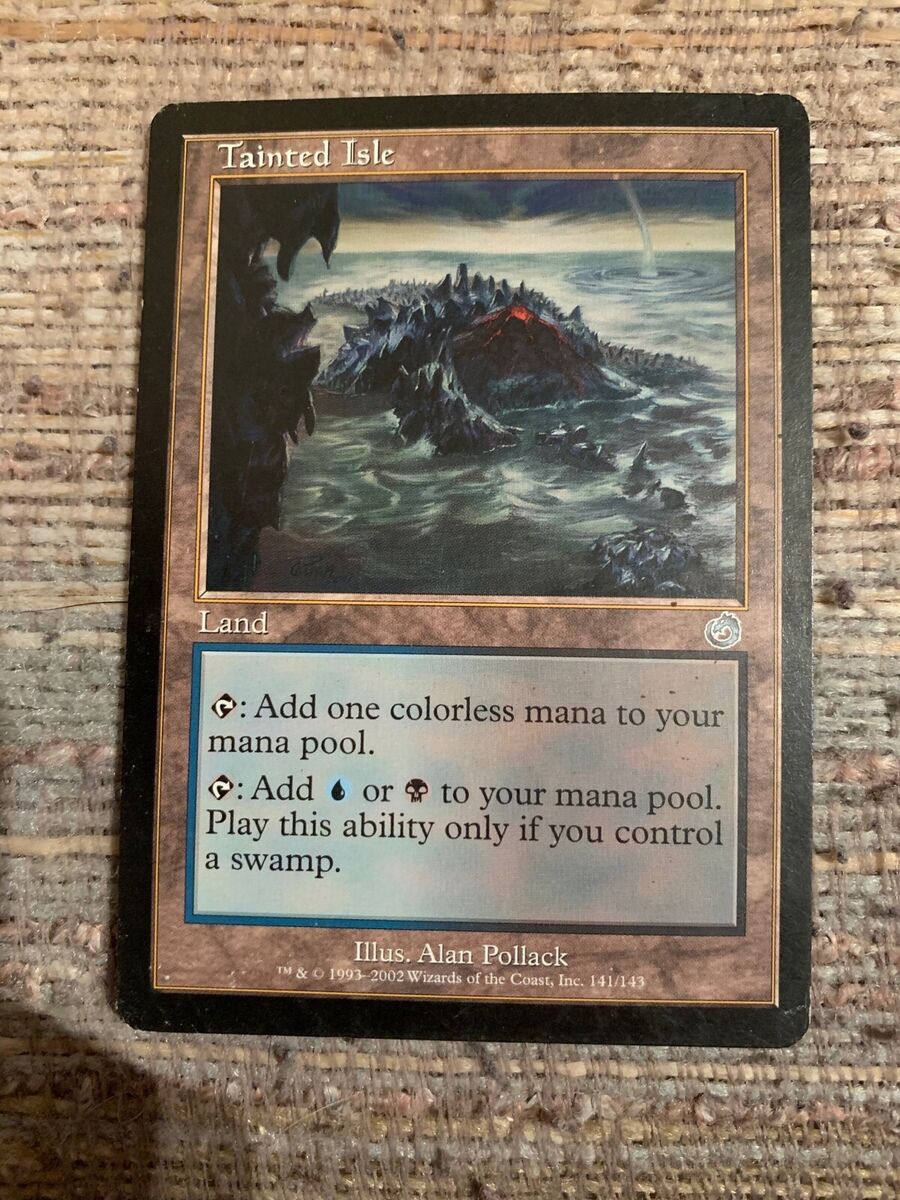 Tainted Isle
Land
: Add one colorless mana to your
mana pool.
: Add or to your mana pool.
Play this ability only if you control
a swamp.
Illus. Alan Pollack
™ & © 1993–2002 Wizards of the Coast, Inc. 141/143